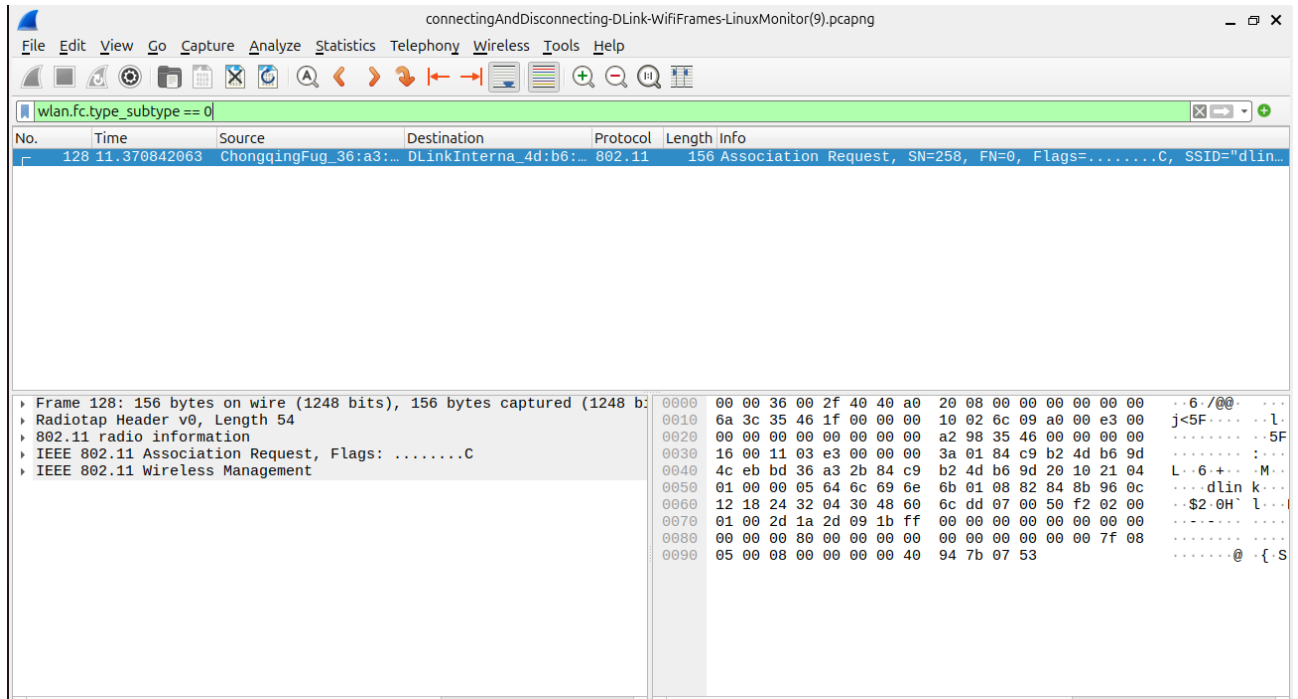 connectingAndDisconnecting-DLink-WifiFrames-LinuxMonitor(9).pcapng
File Edit View Go Capture Analyze Statistics Telephony Wireless Tools Help
wlan.fc.type_subtype == 0
No. Time Source Destination Protocol Length Info
128 11.370842063 ChongqingFug_36:a3:… DLinkInterna_4d:b6:… 802.11 156 Association Request, SN=258, FN=0, Flags=........C, SSID="dlin…
Frame 128: 156 bytes on wire (1248 bits), 156 bytes captured (1248 bi
Radiotap Header v0, Length 54
802.11 radio information
IEEE 802.11 Association Request, Flags: ........C
IEEE 802.11 Wireless Management
0000 00 00 36 00 2f 40 40 a0 20 08 00 00 00 00 00 00 ··6·/@@· ···
0010 6a 3c 35 46 1f 00 00 00 10 02 6c 09 a0 00 e3 00 j<5F···· ··l·
0020 00 00 00 00 00 00 00 00 a2 98 35 46 00 00 00 00 ········ ··5F
0030 16 00 11 03 e3 00 00 00 3a 01 84 c9 b2 4d b6 9d ········ :···
0040 4c eb bd 36 a3 2b 84 c9 b2 4d b6 9d 20 10 21 04 L··6·+·· ·M··
0050 01 00 00 05 64 6c 69 6e 6b 01 08 82 84 8b 96 0c ····dlin k···
0060 12 18 24 32 04 30 48 60 6c dd 07 00 50 f2 02 00 ··$2·0H` l···
0070 01 00 2d 1a 2d 09 1b ff 00 00 00 00 00 00 00 00 ··-·-··· ····
0080 00 00 00 80 00 00 00 00 00 00 00 00 00 00 7f 08 ········ ····
0090 05 00 08 00 00 00 00 40 94 7b 07 53 ·······@ ·{·S